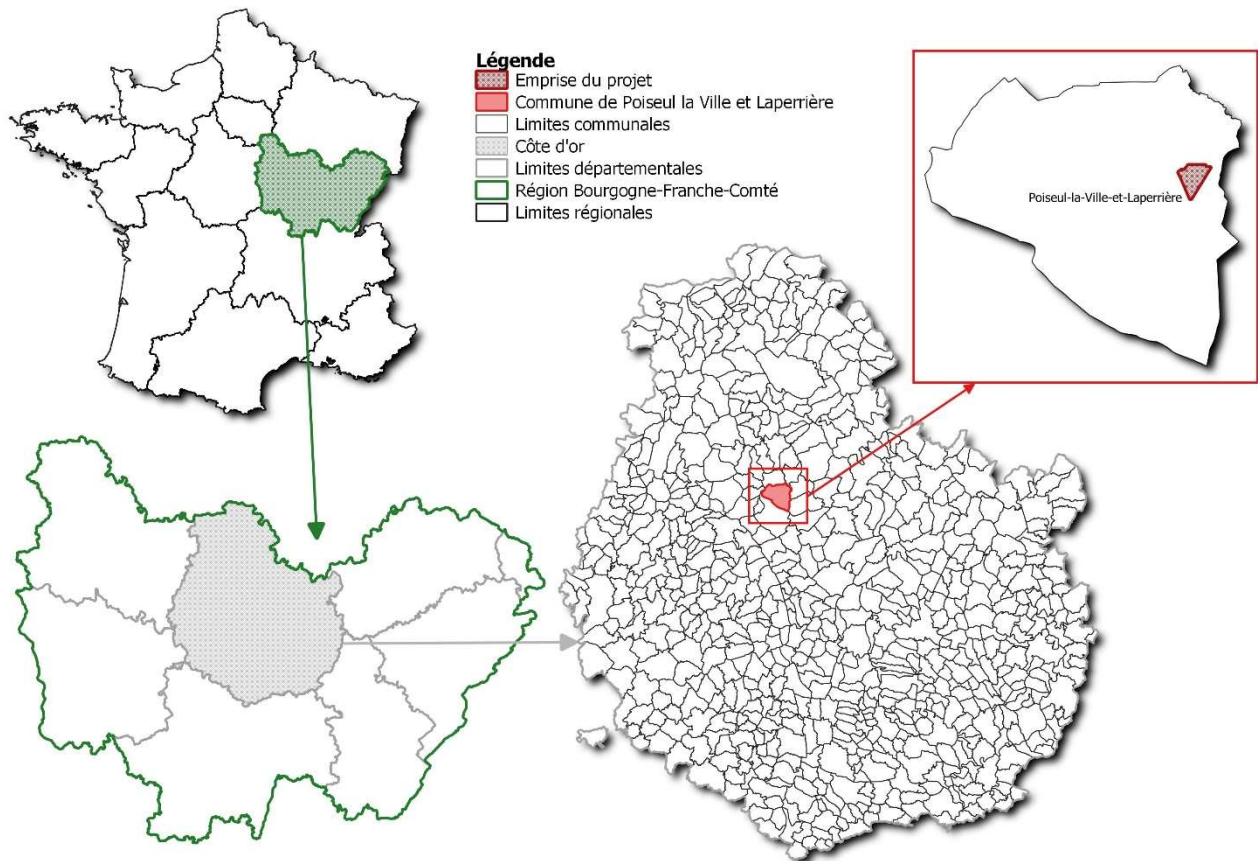 Légende
Emprise du projet
Commune de Poiseul la Ville et Laperrière
Limites communales
Côte d'or
Limites départementales
Région Bourgogne-Franche-Comté
Limites régionales
Poiseul-la-Ville-et-Laperrière